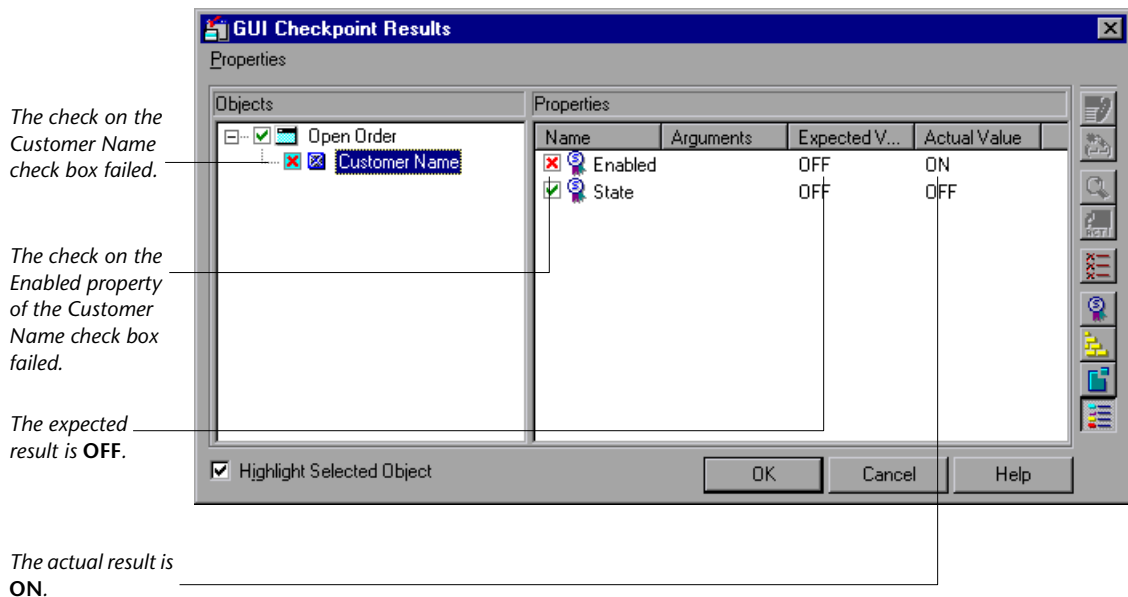 GUI Checkpoint Results
Properties
Objects
Properties
Open Order
Customer Name
Name Arguments Expected V... Actual Value
Enabled OFF ON
State OFF OFF
Highlight Selected Object
OK Cancel Help
The check on the
Customer Name
check box failed.
The check on the
Enabled property
of the Customer
Name check box
failed.
The expected
result is OFF.
The actual result is
ON.